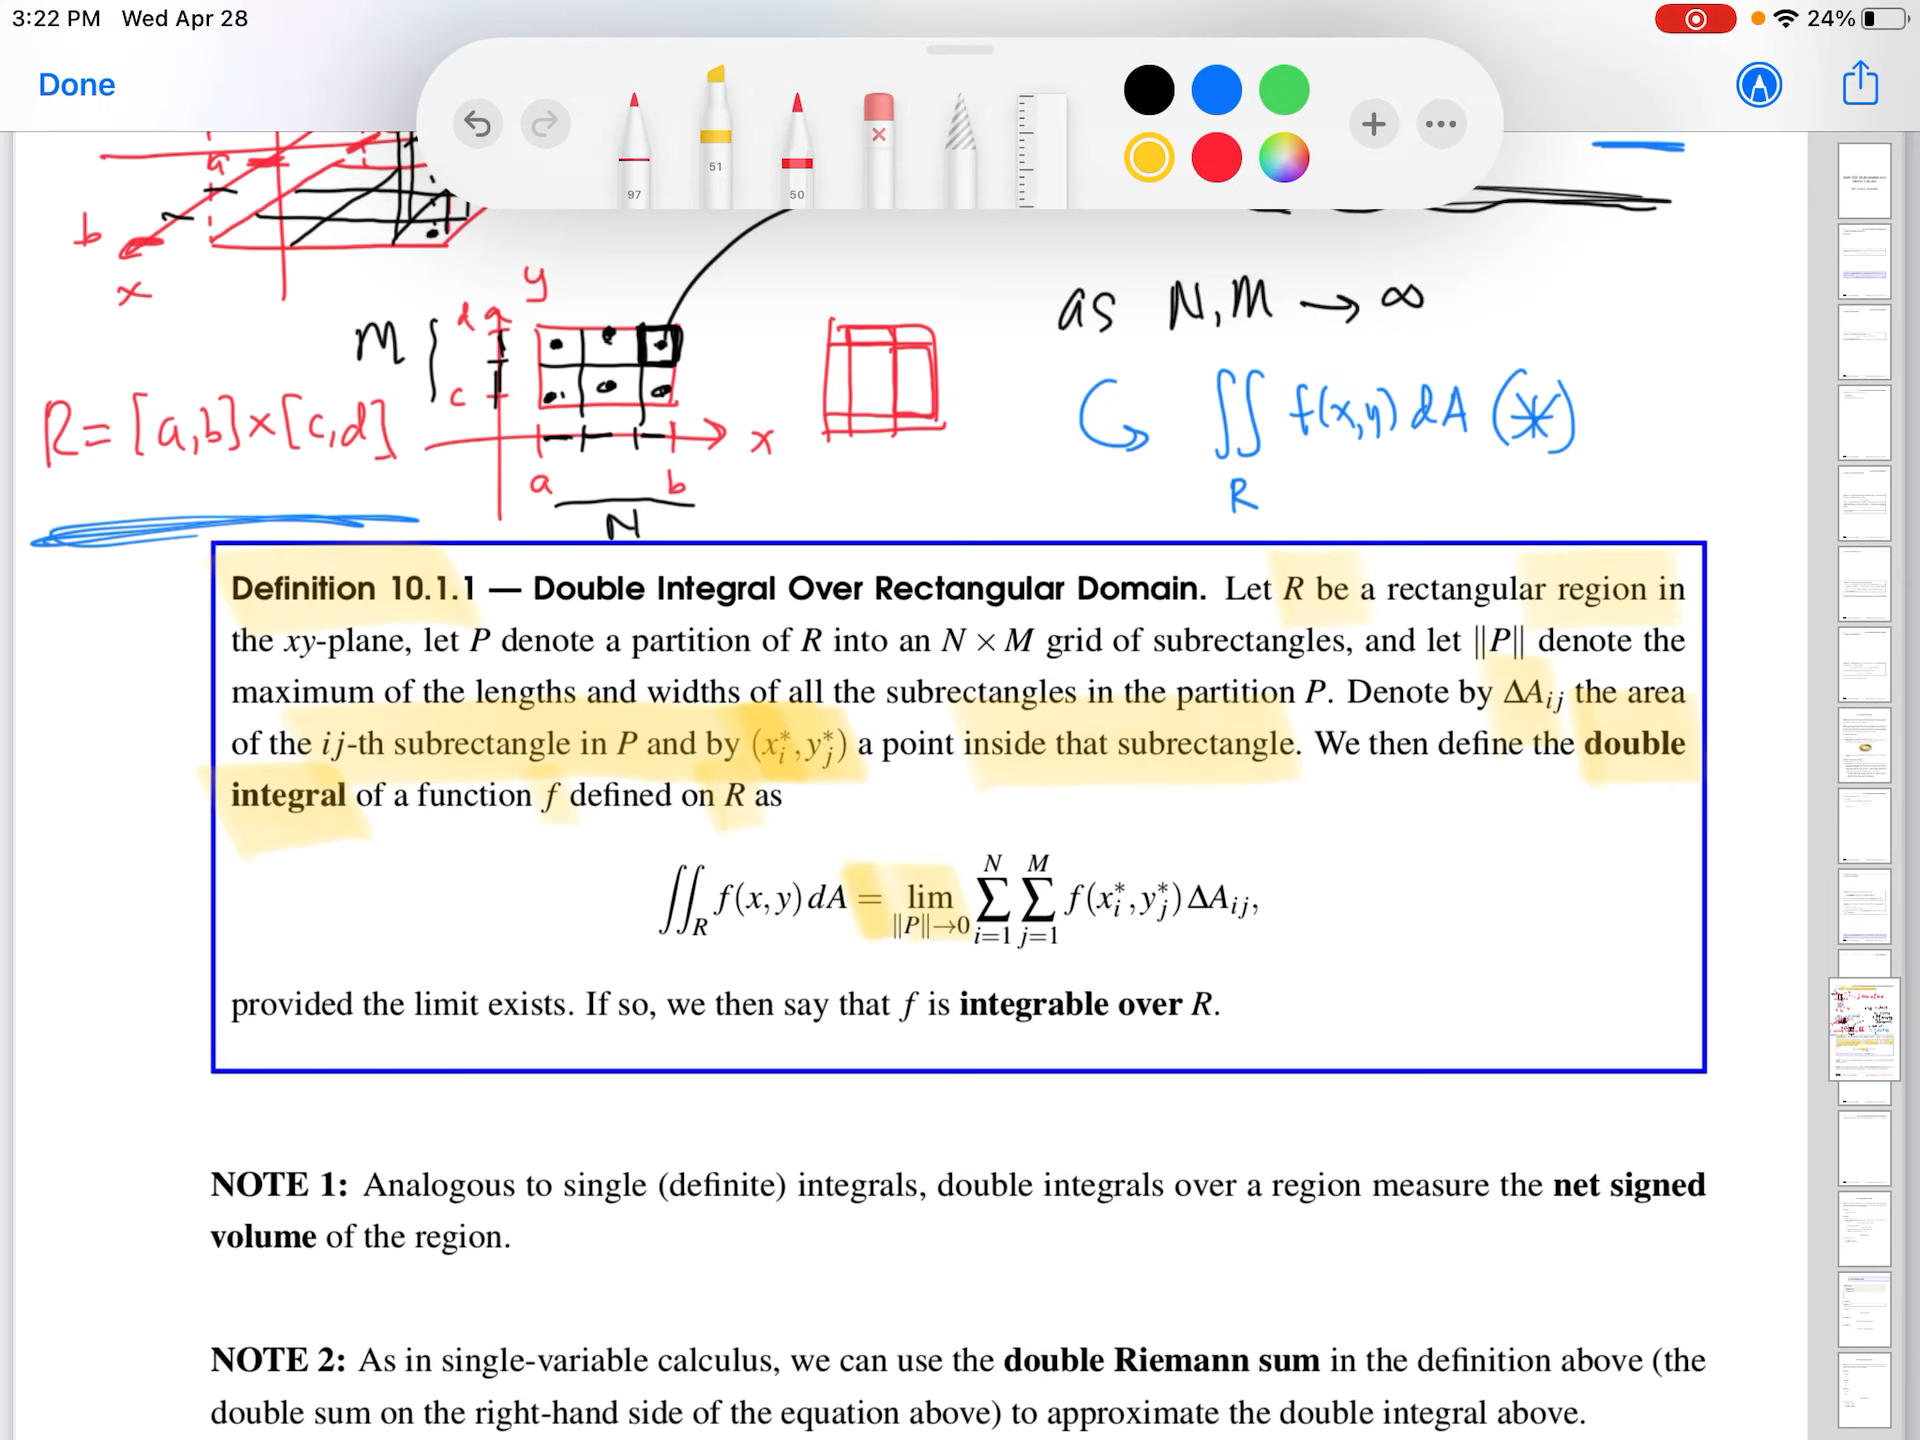 3:22 PM Wed Apr 28
24%
Done
97
51
50
a
b
x
y
M
d
c
R = [a,b]×[c,d]
x
a
b
N
as N,M → ∞
∬ f(x,y) dA (*)
R
Definition 10.1.1 — Double Integral Over Rectangular Domain. Let R be a rectangular region in
the xy-plane, let P denote a partition of R into an N × M grid of subrectangles, and let ||P|| denote the
maximum of the lengths and widths of all the subrectangles in the partition P. Denote by ΔA_{ij} the area
of the ij-th subrectangle in P and by (x_i^*, y_j^*) a point inside that subrectangle. We then define the double
integral of a function f defined on R as
∬_R f(x,y) dA = lim_{||P||→0} ∑_{i=1}^{N} ∑_{j=1}^{M} f(x_i^*, y_j^*) ΔA_{ij},
provided the limit exists. If so, we then say that f is integrable over R.
NOTE 1: Analogous to single (definite) integrals, double integrals over a region measure the net signed
volume of the region.
NOTE 2: As in single-variable calculus, we can use the double Riemann sum in the definition above (the
double sum on the right-hand side of the equation above) to approximate the double integral above.